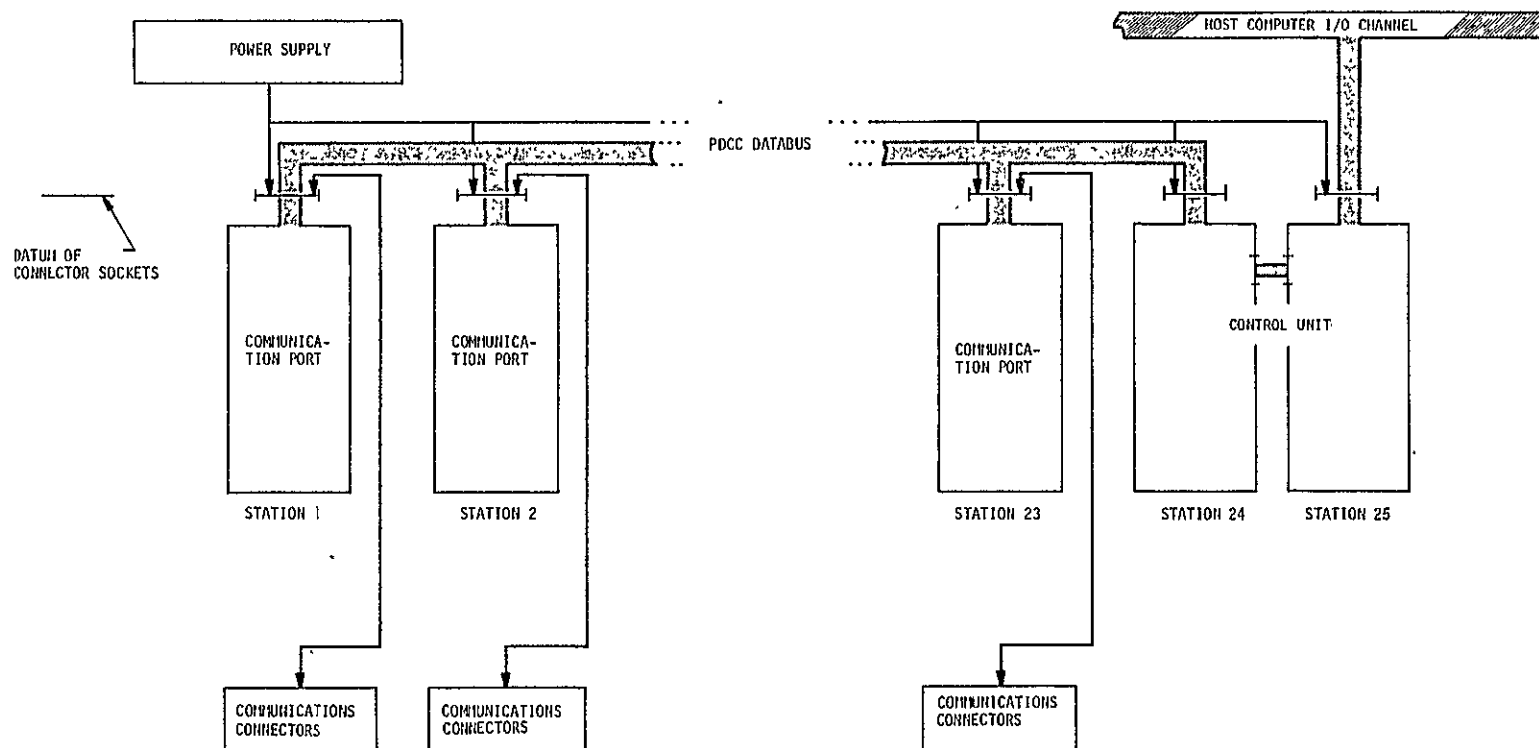 POWER SUPPLY
HOST COMPUTER I/O CHANNEL
PDCC DATABUS
DATUM OF
CONNECTOR SOCKETS
COMMUNICA-
TION PORT
COMMUNICA-
TION PORT
COMMUNICA-
TION PORT
CONTROL UNIT
STATION 1
STATION 2
STATION 23
STATION 24
STATION 25
COMMUNICATIONS
CONNECTORS
COMMUNICATIONS
CONNECTORS
COMMUNICATIONS
CONNECTORS